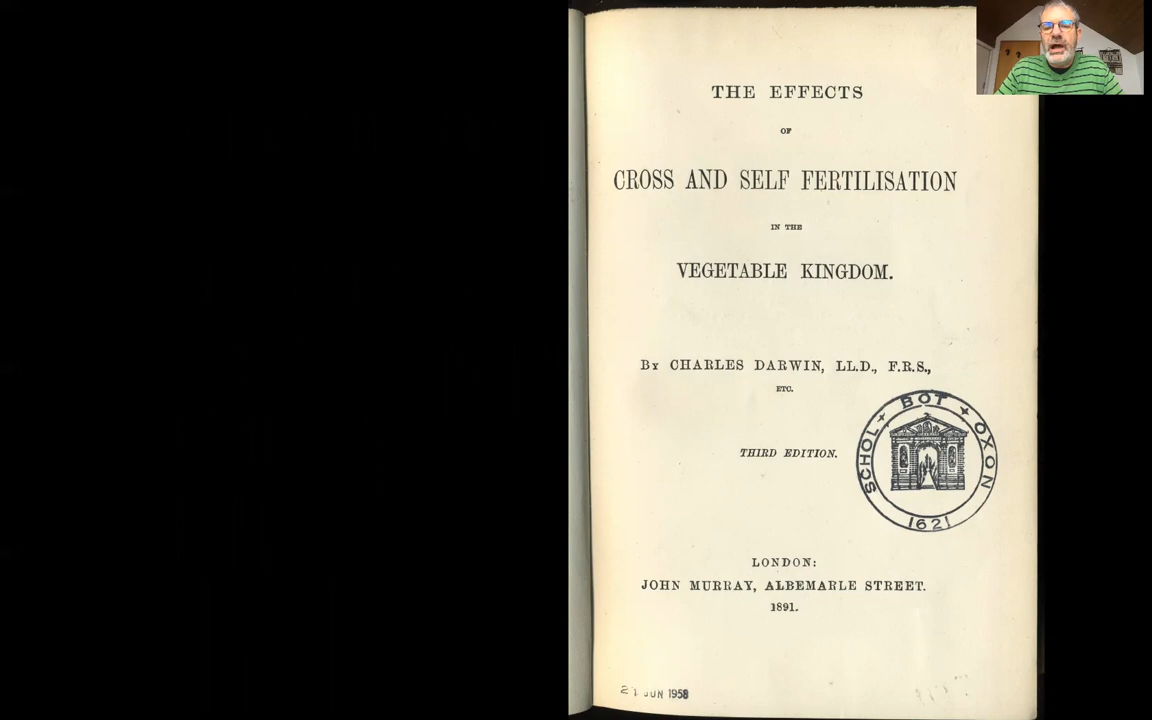 THE EFFECTS
OF
CROSS AND SELF FERTILISATION
IN THE
VEGETABLE KINGDOM.
BY CHARLES DARWIN, LL.D., F.R.S.,
ETC.
THIRD EDITION.
SCHOL + BOT + OXON
1621
LONDON:
JOHN MURRAY, ALBEMARLE STREET.
1891.
21 JUN 1958